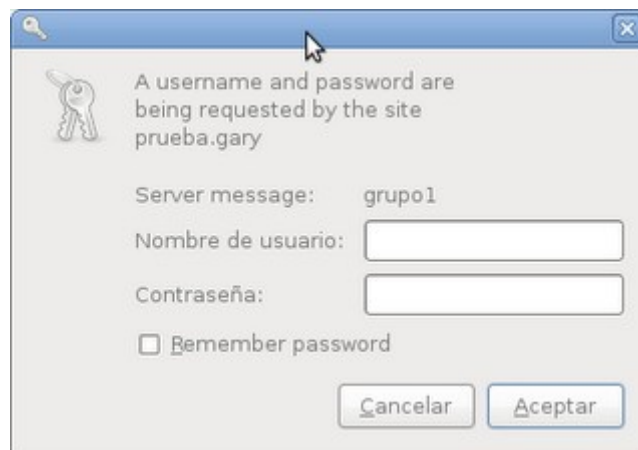 A username and password are
being requested by the site
prueba.gary
Server message: grupo1
Nombre de usuario:
Contraseña:
Remember password
Cancelar Aceptar